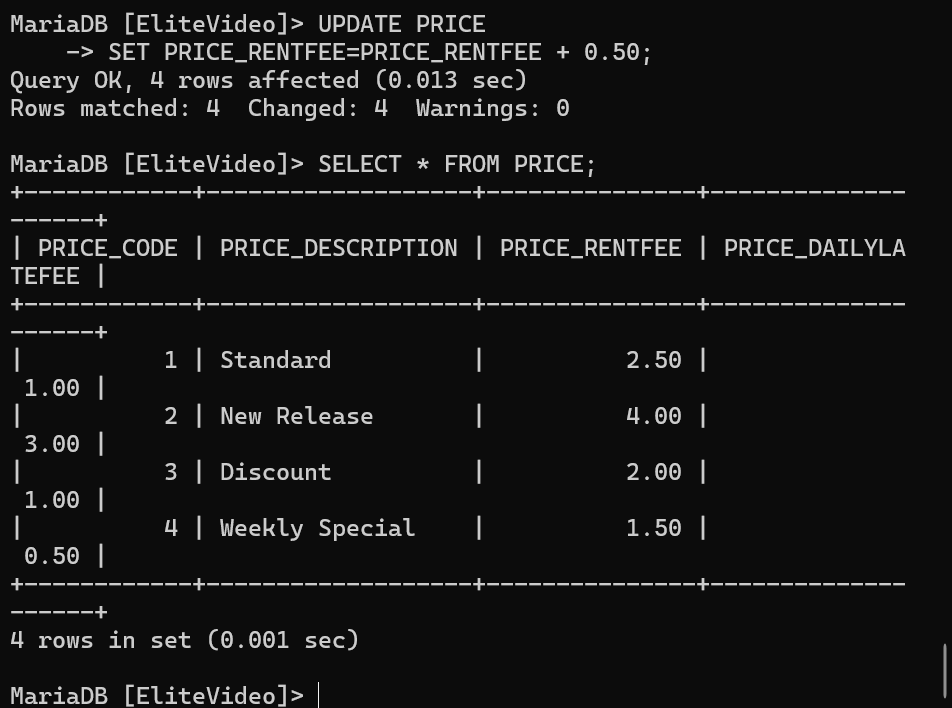 MariaDB [EliteVideo]> UPDATE PRICE
    -> SET PRICE_RENTFEE=PRICE_RENTFEE + 0.50;
Query OK, 4 rows affected (0.013 sec)
Rows matched: 4  Changed: 4  Warnings: 0

MariaDB [EliteVideo]> SELECT * FROM PRICE;
+------------+-------------------+---------------+--------------
------+
| PRICE_CODE | PRICE_DESCRIPTION | PRICE_RENTFEE | PRICE_DAILYLA
TEFEE |
+------------+-------------------+---------------+--------------
------+
|          1 | Standard          |          2.50 |
 1.00 |
|          2 | New Release       |          4.00 |
 3.00 |
|          3 | Discount          |          2.00 |
 1.00 |
|          4 | Weekly Special    |          1.50 |
 0.50 |
+------------+-------------------+---------------+--------------
------+
4 rows in set (0.001 sec)

MariaDB [EliteVideo]>